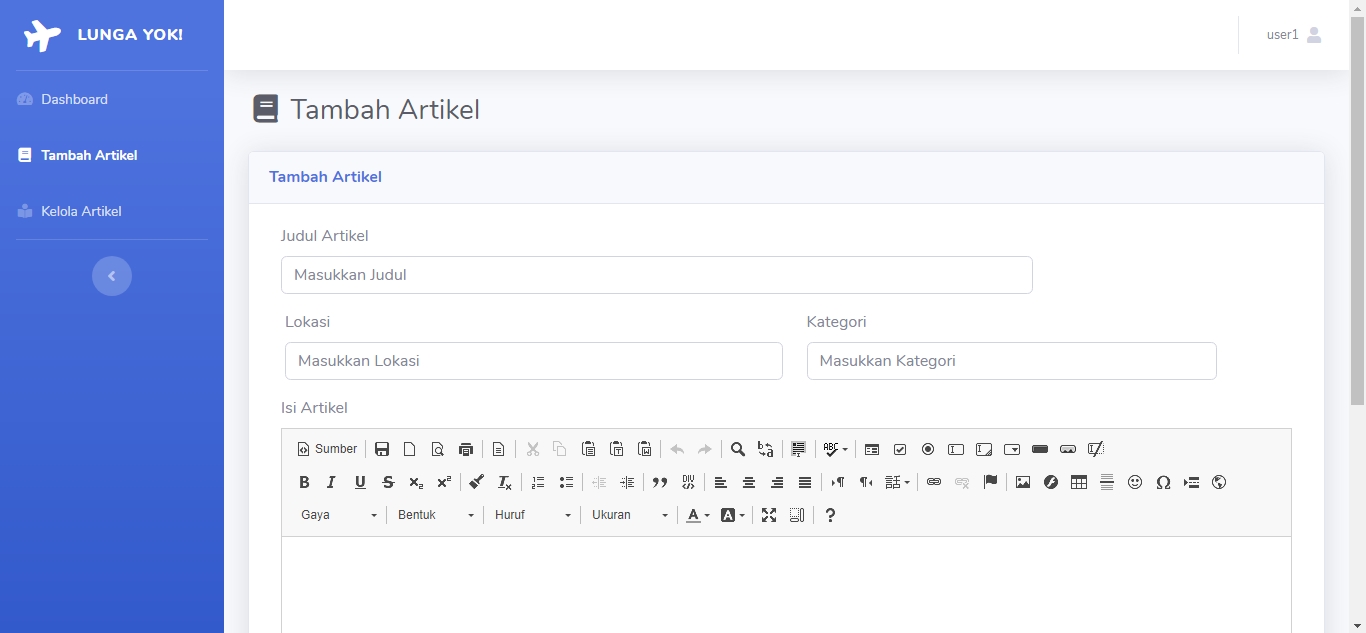 LUNGA YOK!
user1
Dashboard
Tambah Artikel
Kelola Artikel
Tambah Artikel
Tambah Artikel
Judul Artikel
Masukkan Judul
Lokasi
Kategori
Masukkan Lokasi
Masukkan Kategori
Isi Artikel
Sumber
Gaya
Bentuk
Huruf
Ukuran